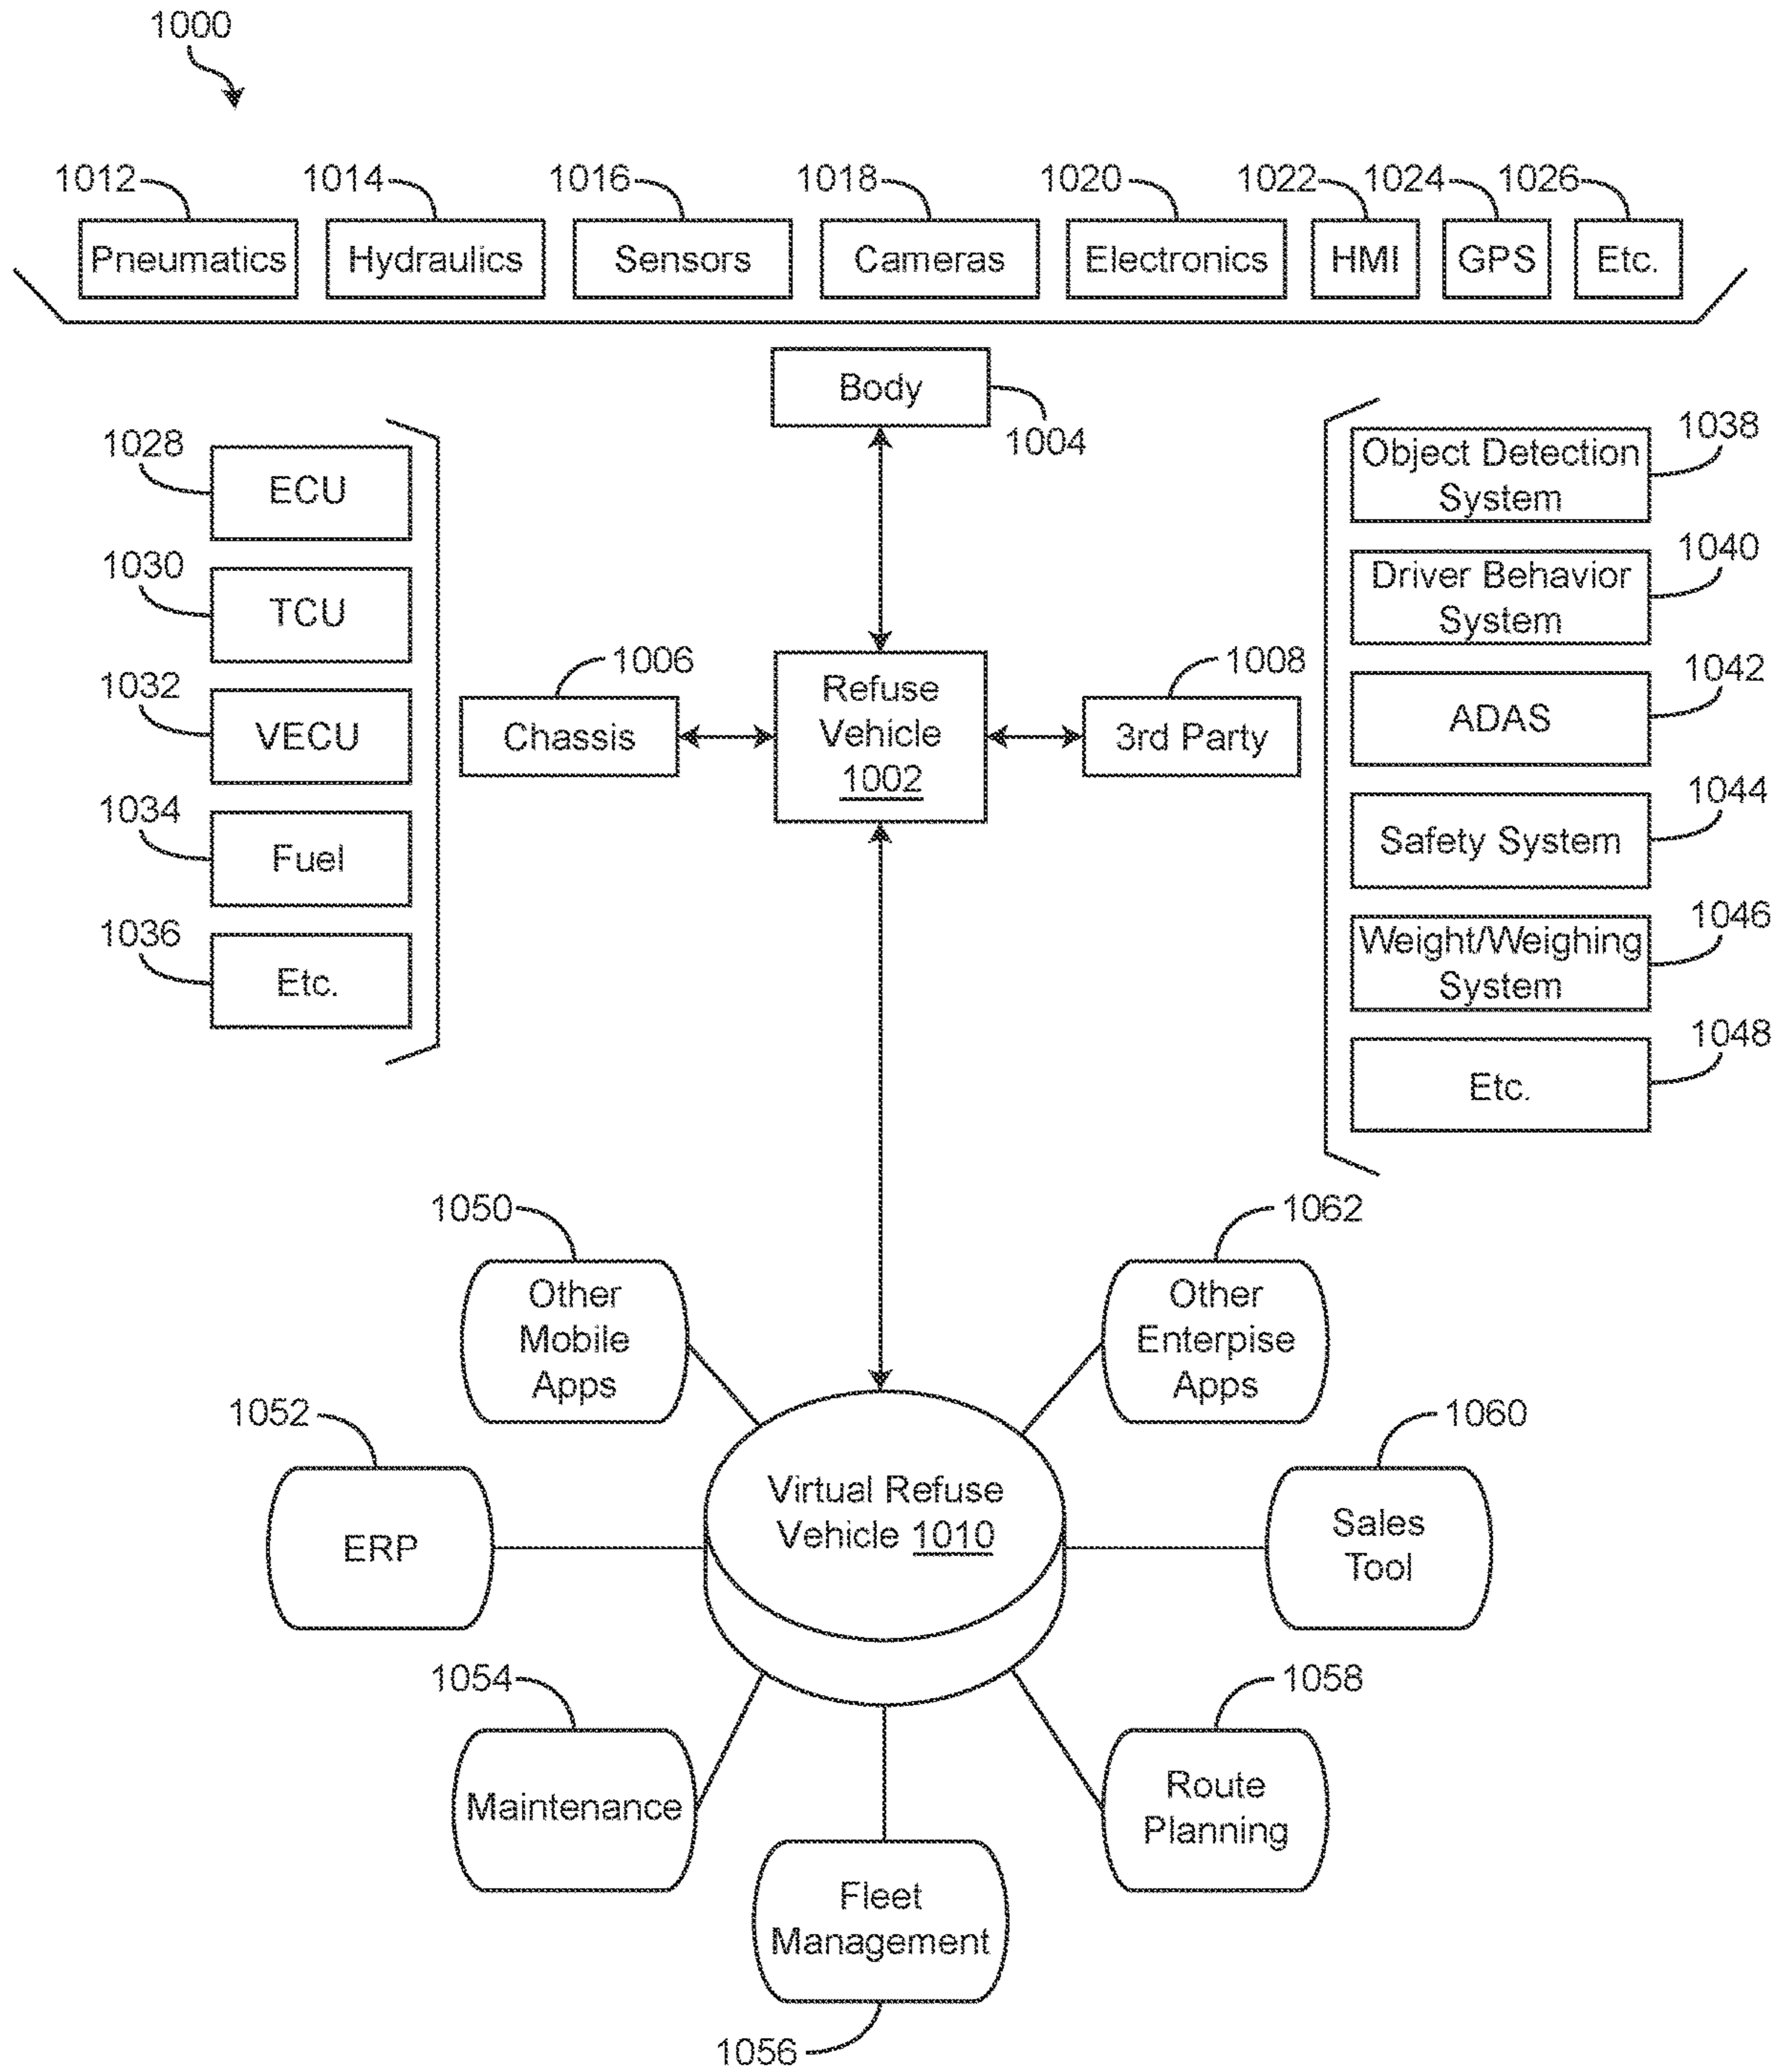 1000
1012
1014
1016
1018
1020
1022
1024
1026
Pneumatics
Hydraulics
Sensors
Cameras
Electronics
HMI
GPS
Etc.
Body
1004
1028
ECU
1030
TCU
1032
VECU
1034
Fuel
1036
Etc.
1006
Chassis
Refuse
Vehicle
1002
1008
3rd Party
Object Detection
System
1038
Driver Behavior
System
1040
ADAS
1042
Safety System
1044
Weight/Weighing
System
1046
Etc.
1048
1050
Other
Mobile
Apps
1062
Other
Enterpise
Apps
1052
ERP
Virtual Refuse
Vehicle 1010
1060
Sales
Tool
1054
Maintenance
1058
Route
Planning
Fleet
Management
1056